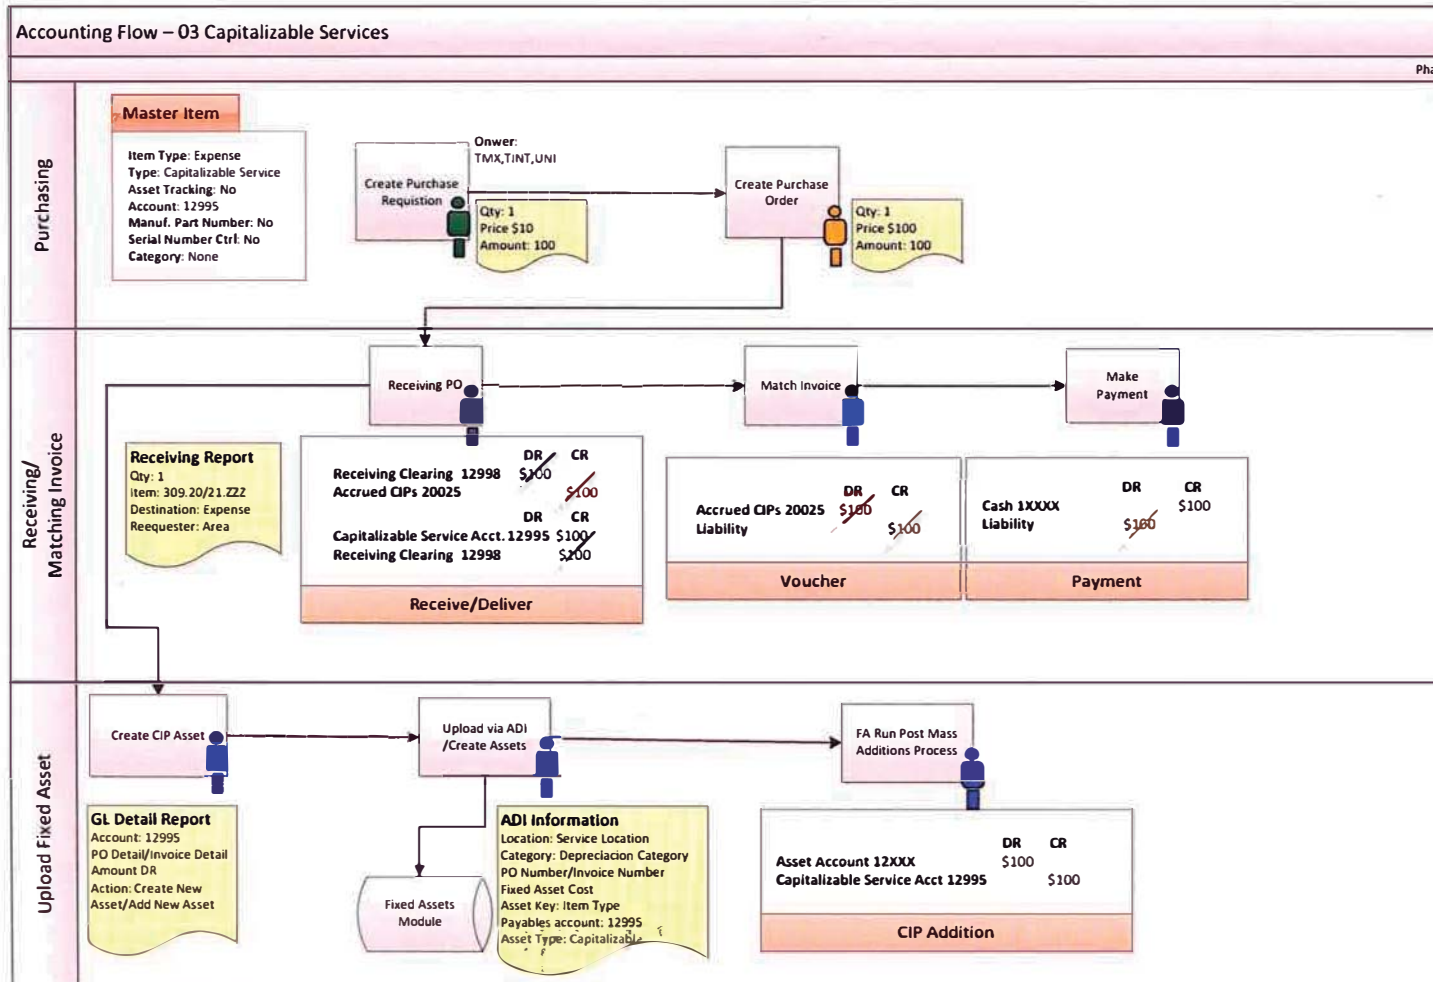 Accounting Flow – 03 Capitalizable Services
Pha
Purchasing
Master Item
Item Type: Expense
Type: Capitalizable Service
Asset Tracking: No
Account: 12995
Manuf. Part Number: No
Serial Number Ctrl: No
Category: None
Create Purchase
Requistion
Onwer:
TMX,TINT,UNI
Qty: 1
Price $10
Amount: 100
Create Purchase
Order
Qty: 1
Price $100
Amount: 100
Receiving/
Matching Invoice
Receiving PO
Match Invoice
Make
Payment
Receiving Report
Qty: 1
Item: 309.20/21.ZZZ
Destination: Expense
Reequester: Area
DR CR
Receiving Clearing 12998 $100
Accrued CIPs 20025 $100
DR CR
Capitalizable Service Acct. 12995 $100
Receiving Clearing 12998 $100
Receive/Deliver
DR CR
Accrued CIPs 20025 $100
Liability $100
Voucher
DR CR
Cash 1XXXX $100
Liability $100
Payment
Upload Fixed Asset
Create CIP Asset
Upload via ADI
/Create Assets
FA Run Post Mass
Additions Process
GL Detail Report
Account: 12995
PO Detail/Invoice Detail
Amount DR
Action: Create New
Asset/Add New Asset
Fixed Assets
Module
ADI Information
Location: Service Location
Category: Depreciacion Category
PO Number/Invoice Number
Fixed Asset Cost
Asset Key: Item Type
Payables account: 12995
Asset Type: Capitalizable
DR CR
Asset Account 12XXX $100
Capitalizable Service Acct 12995 $100
CIP Addition